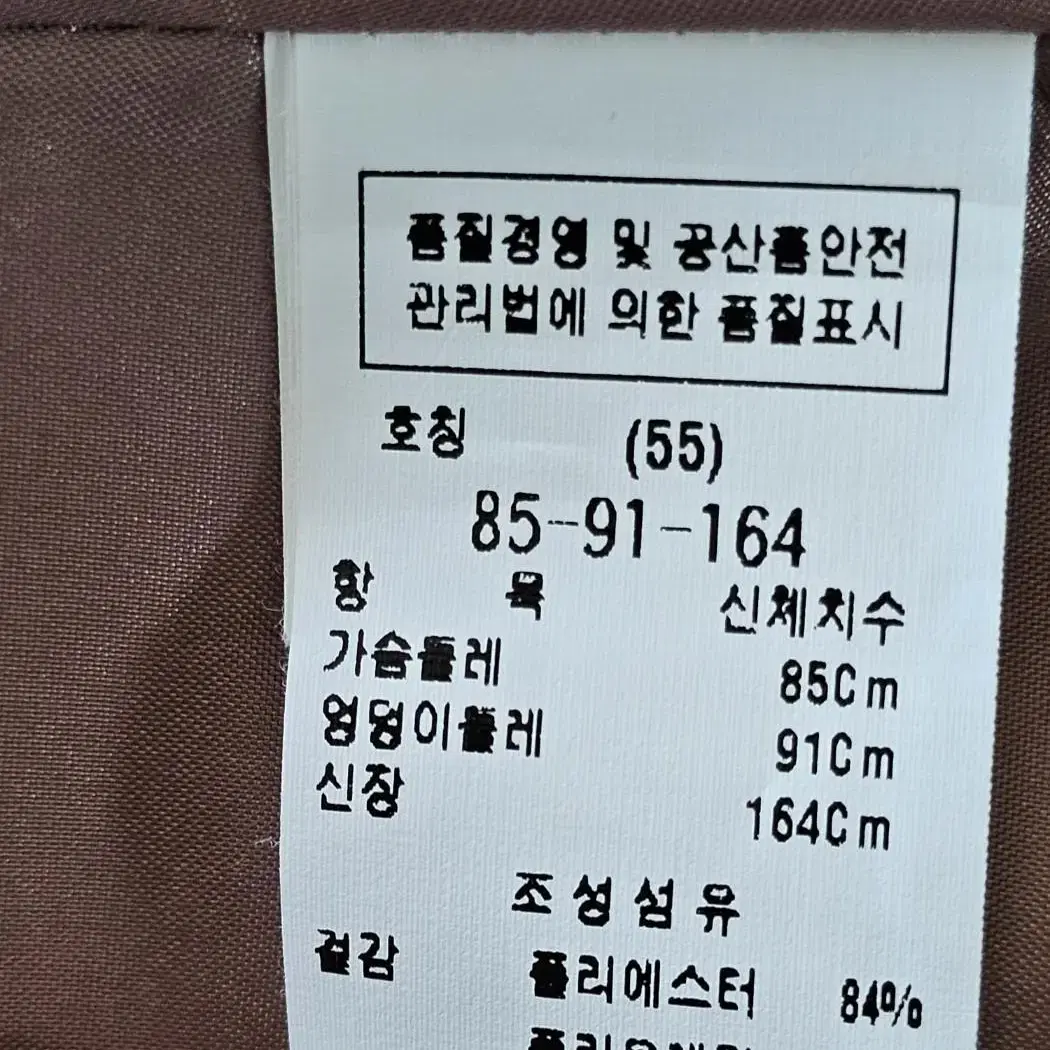 품질경영 및 공산품안전
관리법에 의한 품질표시
호칭 (55)
85-91-164
항 목 신체치수
가슴둘레 85Cm
엉덩이둘레 91Cm
신장 164Cm
조성섬유
겉감 폴리에스터 84%